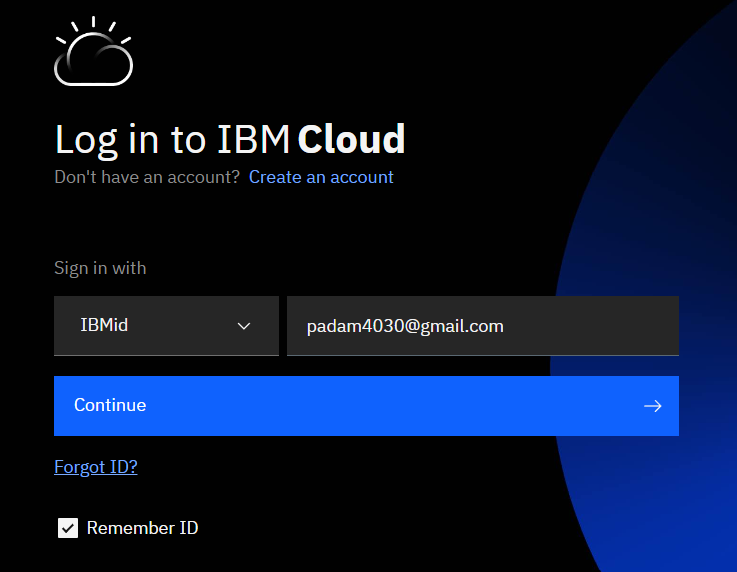 Log in to IBM Cloud
Don't have an account? Create an account
Sign in with
IBMid
padam4030@gmail.com
Continue
Forgot ID?
Remember ID